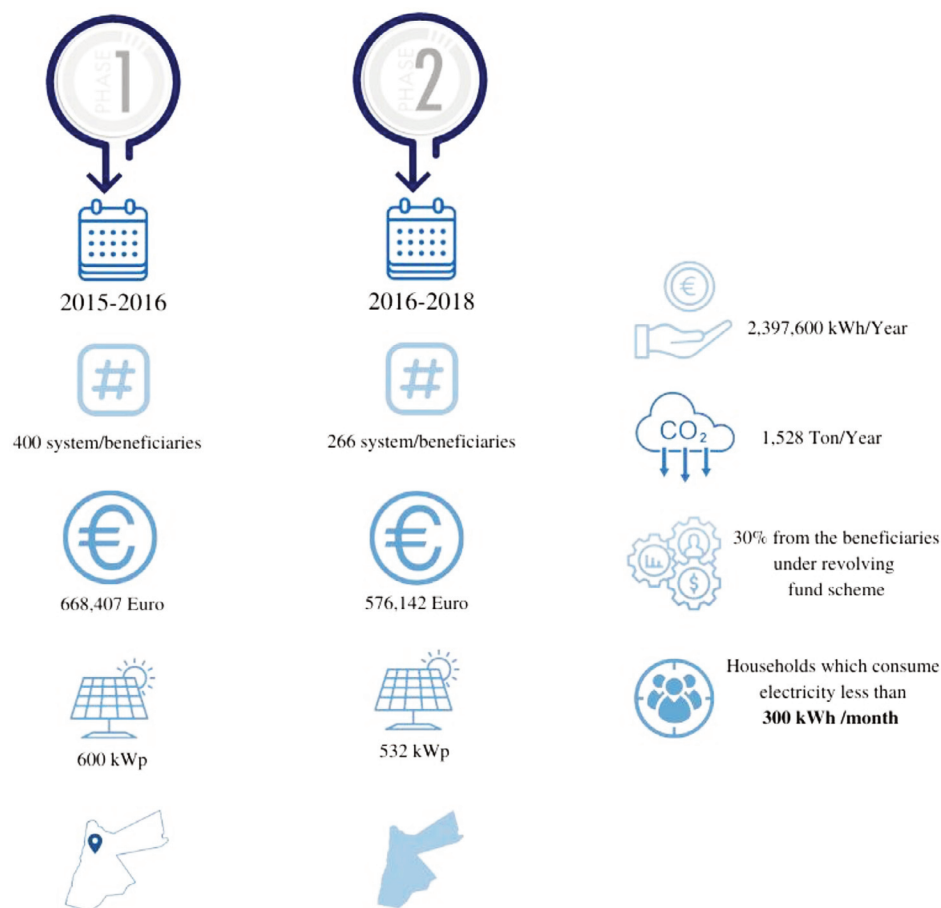 PHASE 1
2015-2016
#
400 system/beneficiaries
€
668,407 Euro
600 kWp
PHASE 2
2016-2018
#
266 system/beneficiaries
€
576,142 Euro
532 kWp
€
2,397,600 kWh/Year
CO₂
1,528 Ton/Year
$
30% from the beneficiaries
under revolving
fund scheme
Households which consume
electricity less than
300 kWh /month